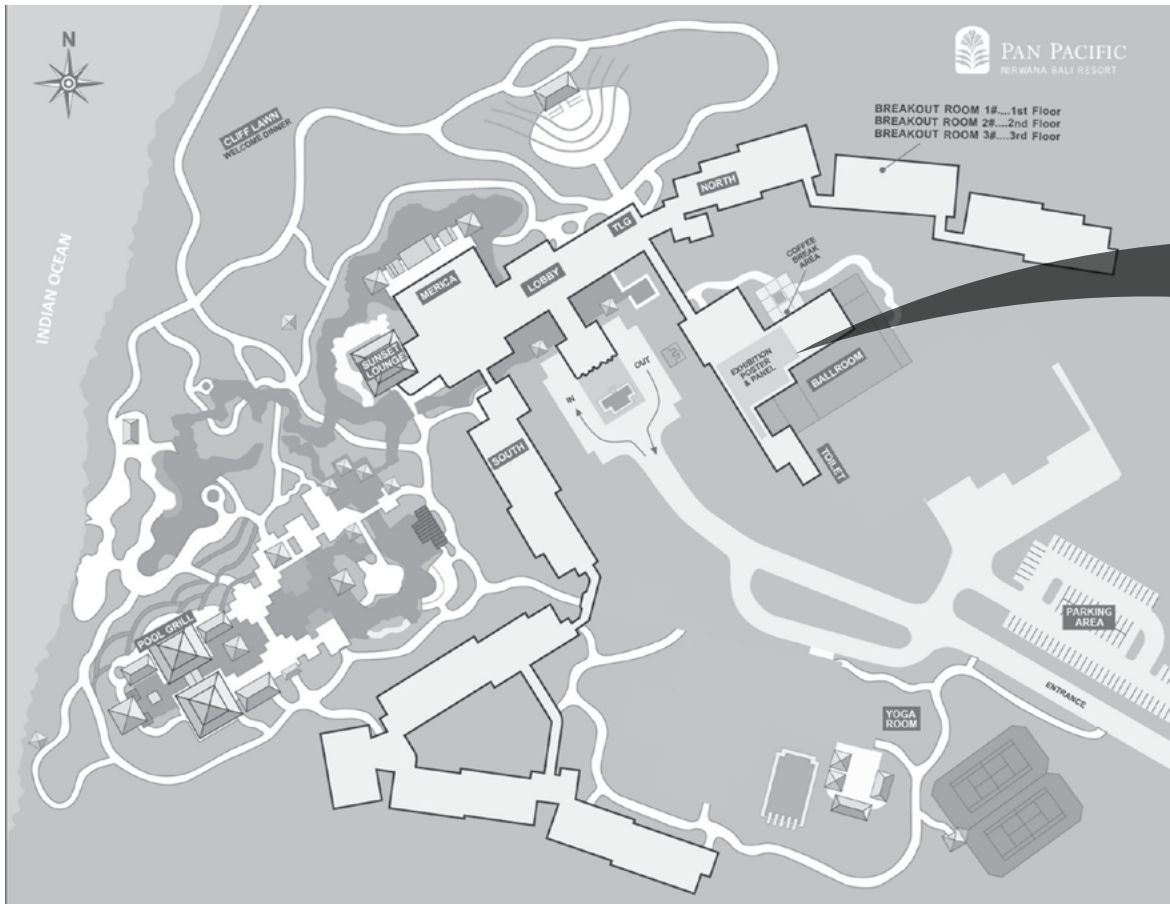 N
PAN PACIFIC
NIRWANA BALI RESORT
BREAKOUT ROOM 1#....1st Floor
BREAKOUT ROOM 2#....2nd Floor
BREAKOUT ROOM 3#....3rd Floor
CLIFF LAWN
WELCOME DINNER
NORTH
TLG
LOBBY
MERICA
COFFEE
BREAK
AREA
INDIAN OCEAN
SUNSET
LOUNGE
EXHIBITION
POSTER
& PANEL
BALLROOM
OUT
IN
SOUTH
TOILET
PARKING
AREA
POOL GRILL
ENTRANCE
YOGA
ROOM